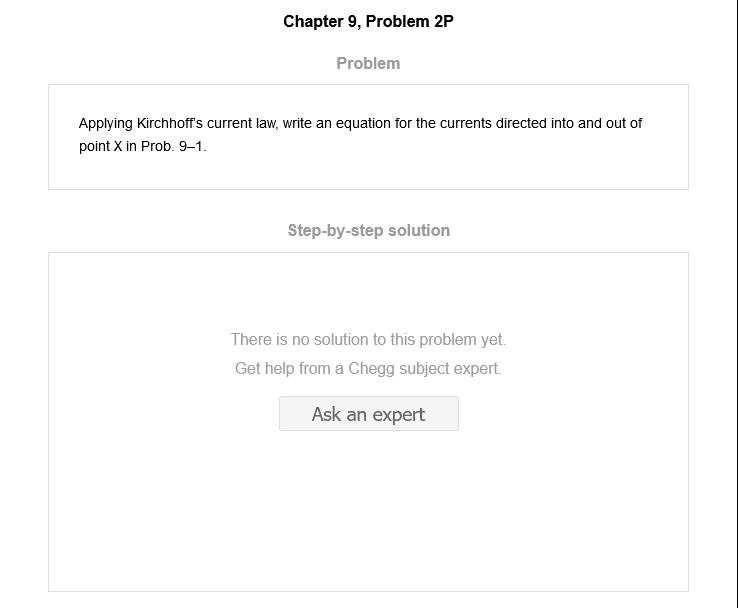 Chapter 9, Problem 2P
Problem
Applying Kirchhoff's current law, write an equation for the currents directed into and out of
point X in Prob. 9–1.
Step-by-step solution
There is no solution to this problem yet.
Get help from a Chegg subject expert.
Ask an expert